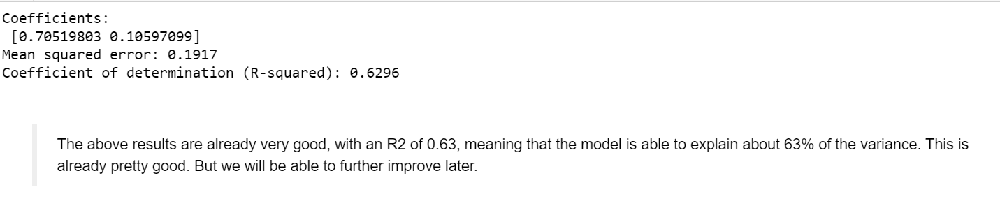 Coefficients:
[0.70519803 0.10597099]
Mean squared error: 0.1917
Coefficient of determination (R-squared): 0.6296
The above results are already very good, with an R2 of 0.63, meaning that the model is able to explain about 63% of the variance. This is
already pretty good. But we will be able to further improve later.